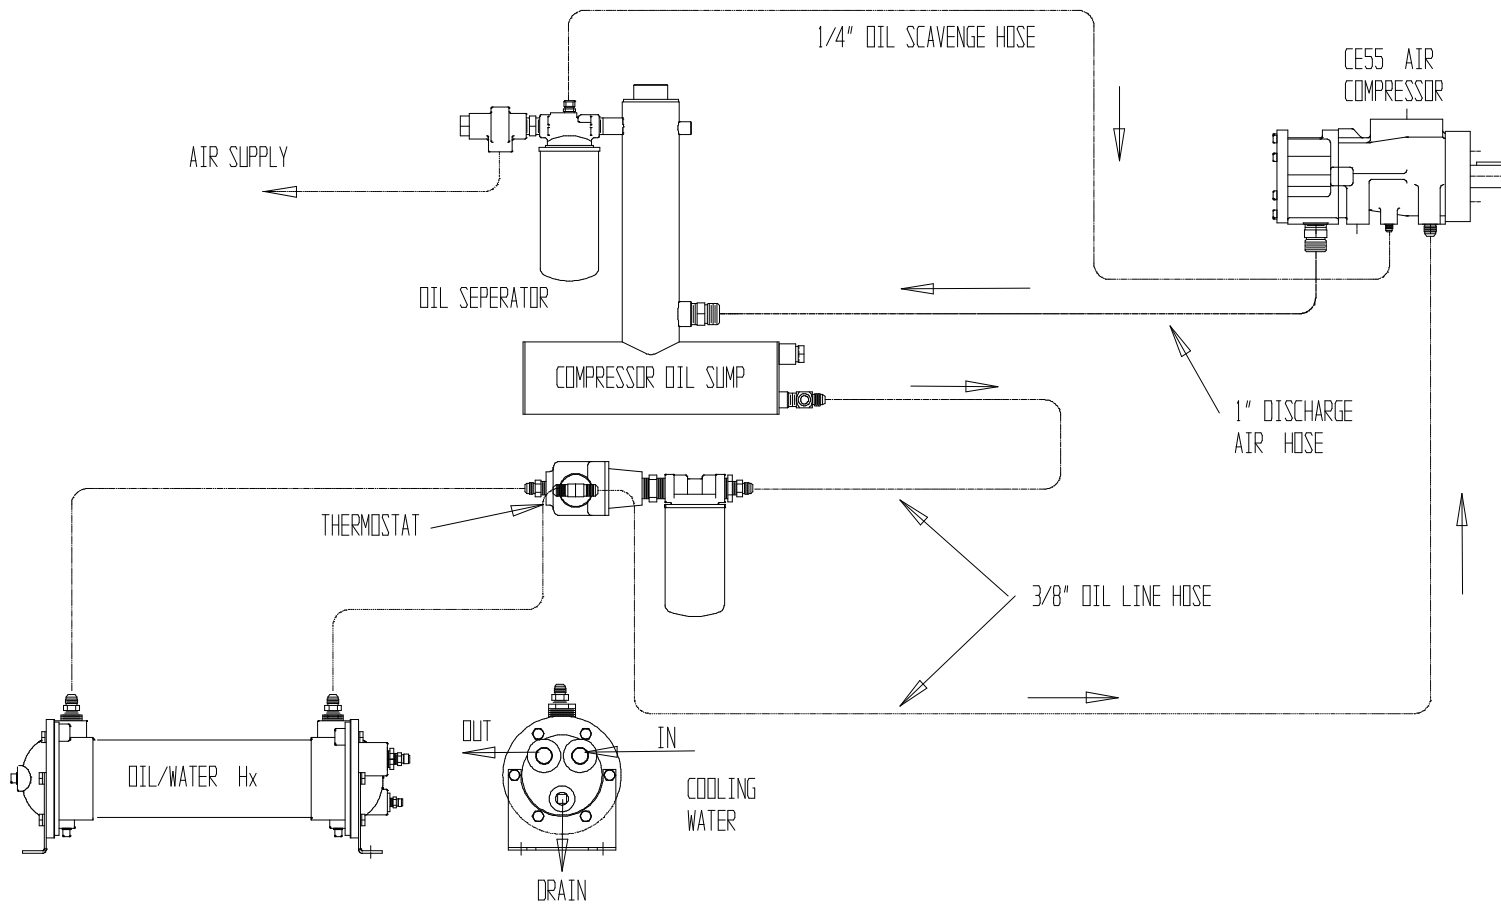 1/4" OIL SCAVENGE HOSE
CE55 AIR
COMPRESSOR
AIR SUPPLY
OIL SEPERATOR
COMPRESSOR OIL SUMP
1" DISCHARGE
AIR HOSE
THERMOSTAT
3/8" OIL LINE HOSE
OUT
IN
OIL/WATER Hx
COOLING
WATER
DRAIN